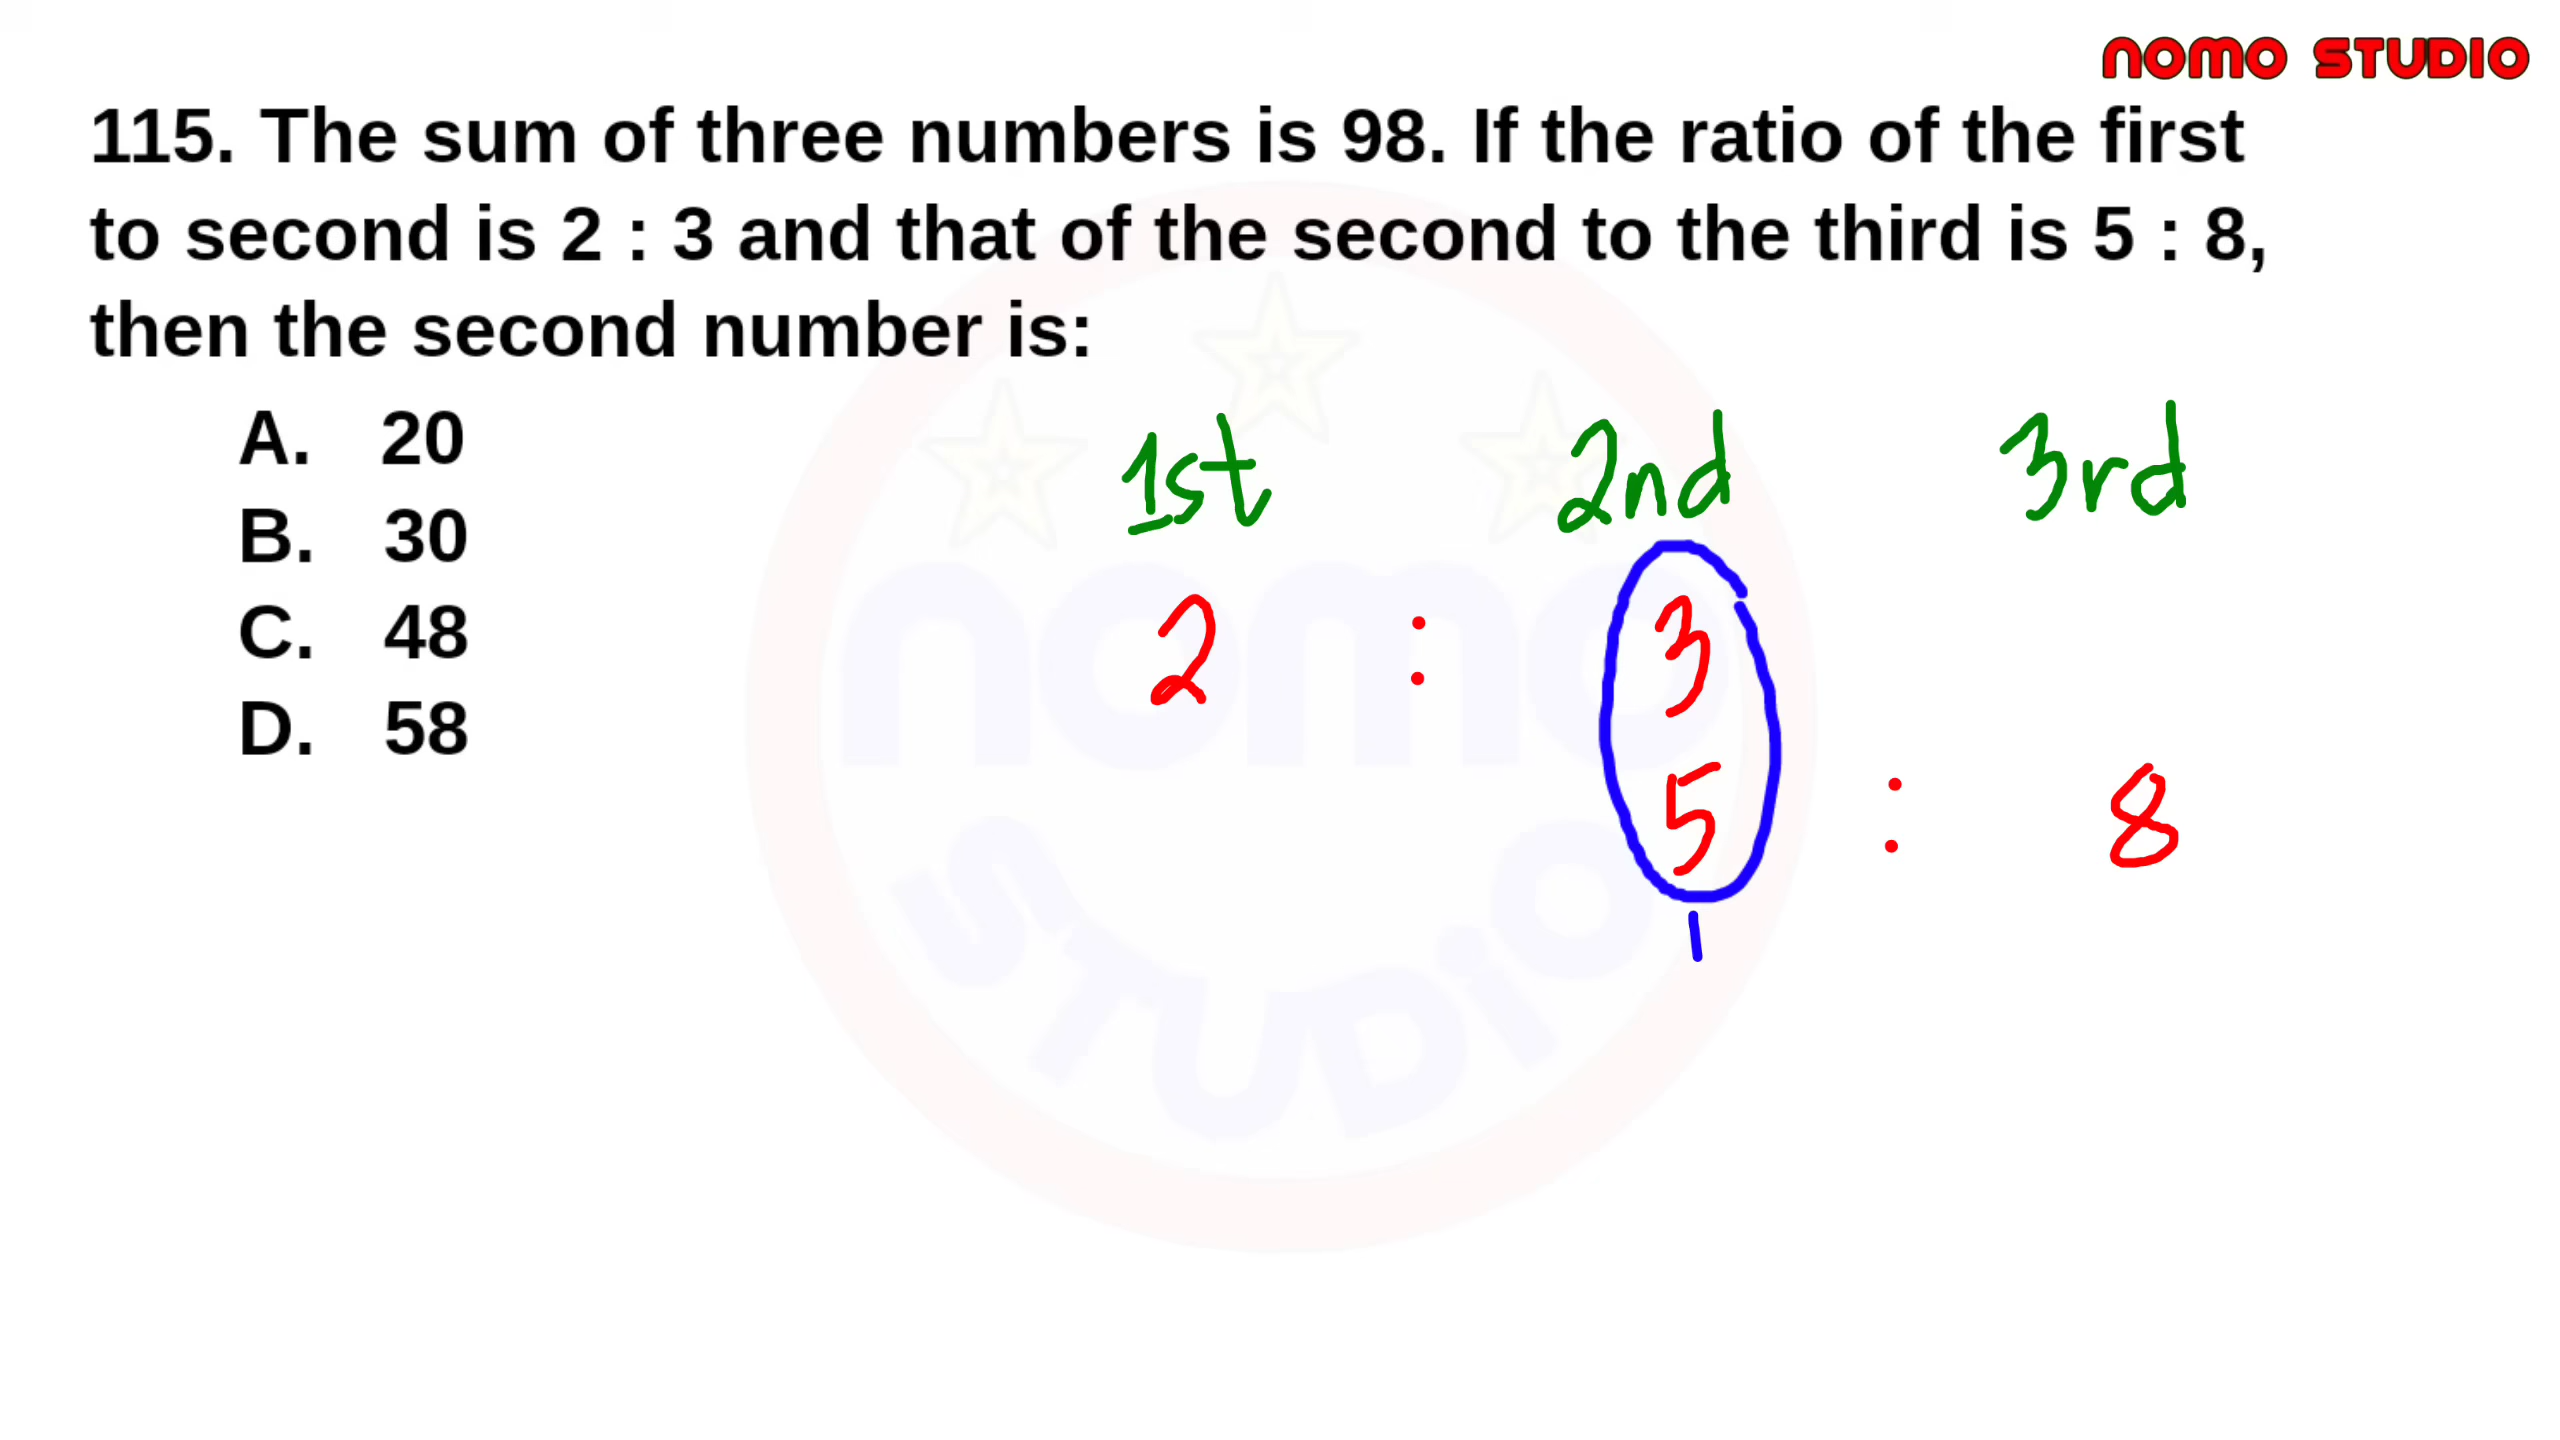 NOMO STUDIO
115. The sum of three numbers is 98. If the ratio of the first
to second is 2 : 3 and that of the second to the third is 5 : 8,
then the second number is:
A. 20
B. 30
C. 48
D. 58
1st 2nd 3rd
2 : 3
5 : 8
nomo
STUDiO